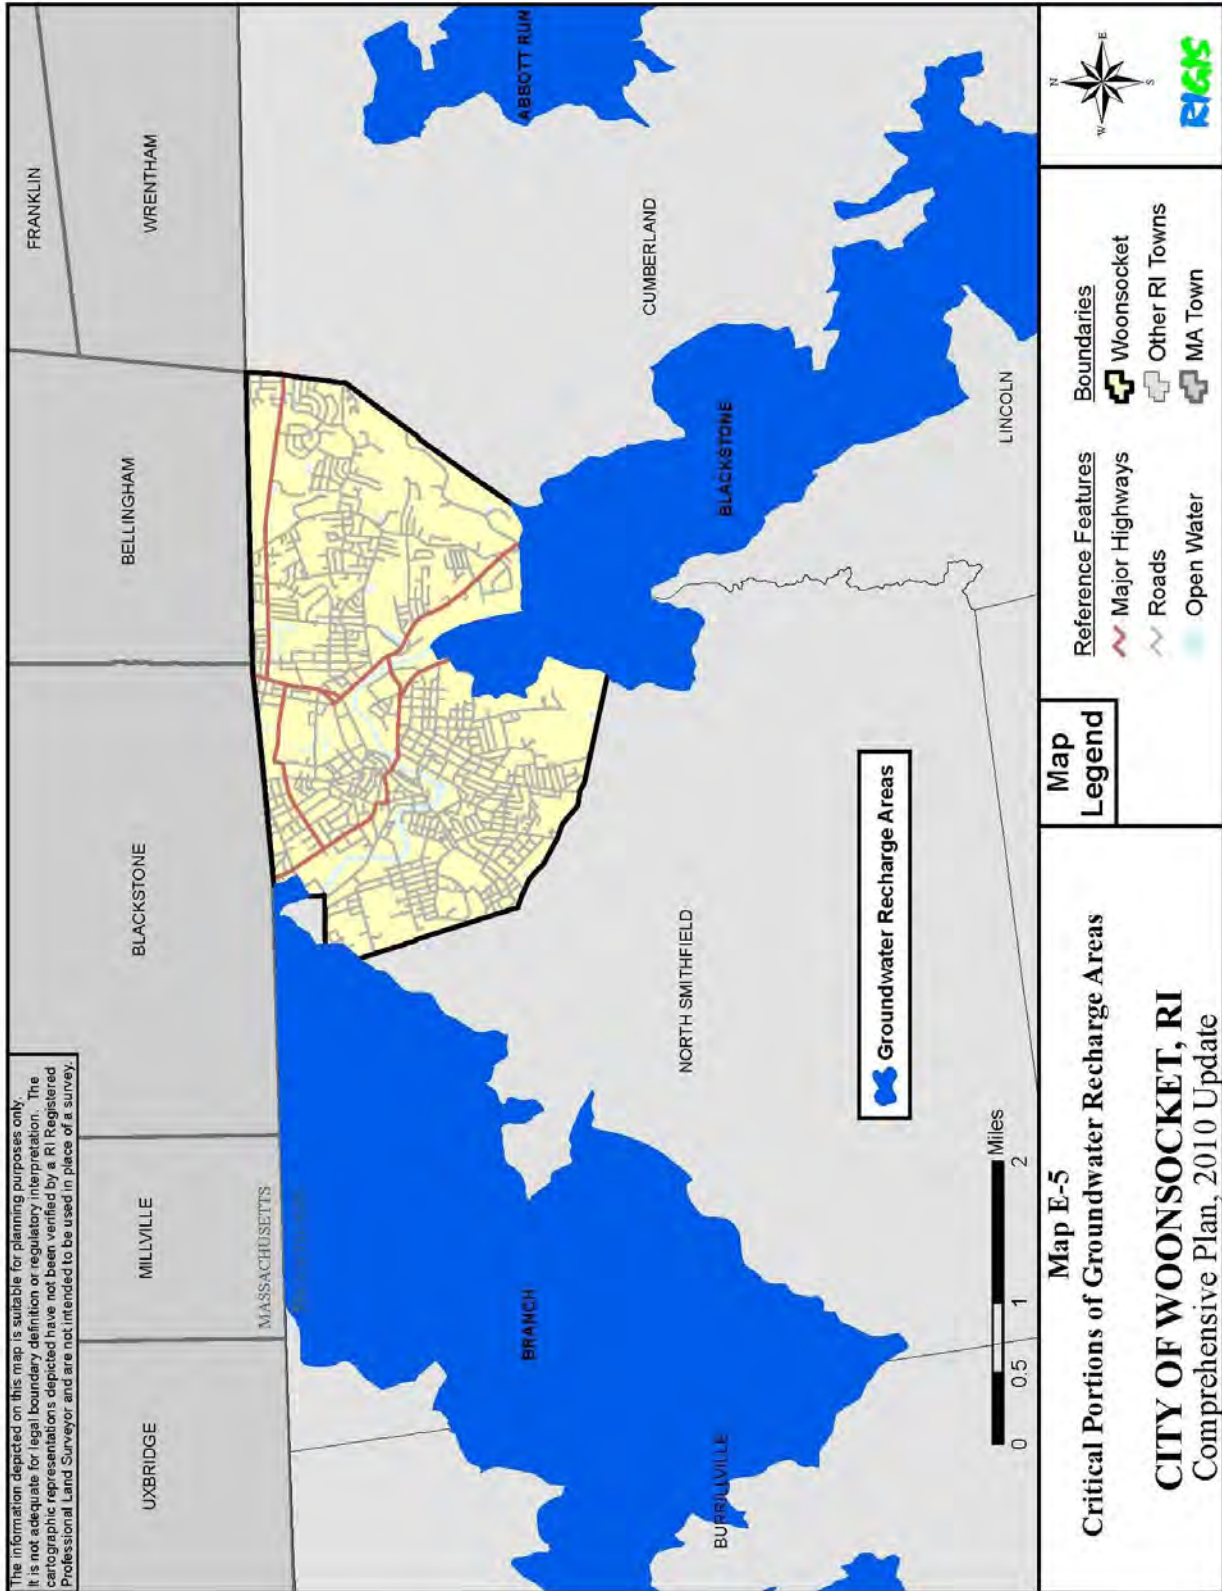 The information depicted on this map is suitable for planning purposes only.
It is not adequate for legal boundary definition or regulatory interpretation. The
cartographic representations depicted have not been verified by a RI Registered
Professional Land Surveyor and are not intended to be used in place of a survey.
FRANKLIN
WRENTHAM
BELLINGHAM
BLACKSTONE
MILLVILLE
UXBRIDGE
MASSACHUSETTS
ABBOTT RUN
CUMBERLAND
BLACKSTONE
LINCOLN
BRANCH
NORTH SMITHFIELD
BURRILLVILLE
Groundwater Recharge Areas
0 0.5 1 2
Miles
Map E-5
Critical Portions of Groundwater Recharge Areas
CITY OF WOONSOCKET, RI
Comprehensive Plan, 2010 Update
Map
Legend
Reference Features
Major Highways
Roads
Open Water
Boundaries
Woonsocket
Other RI Towns
MA Town
N
E
S
W
RIGIS